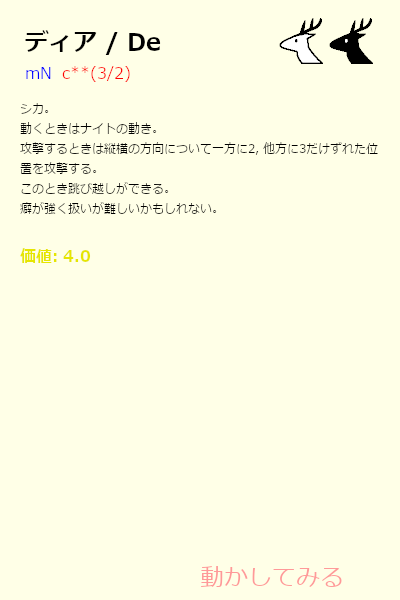 ディア / De
mN c**(3/2)
シカ。
動くときはナイトの動き。
攻撃するときは縦横の方向について一方に2, 他方に3だけずれた位
置を攻撃する。
このとき跳び越しができる。
癖が強く扱いが難しいかもしれない。
価値: 4.0
動かしてみる